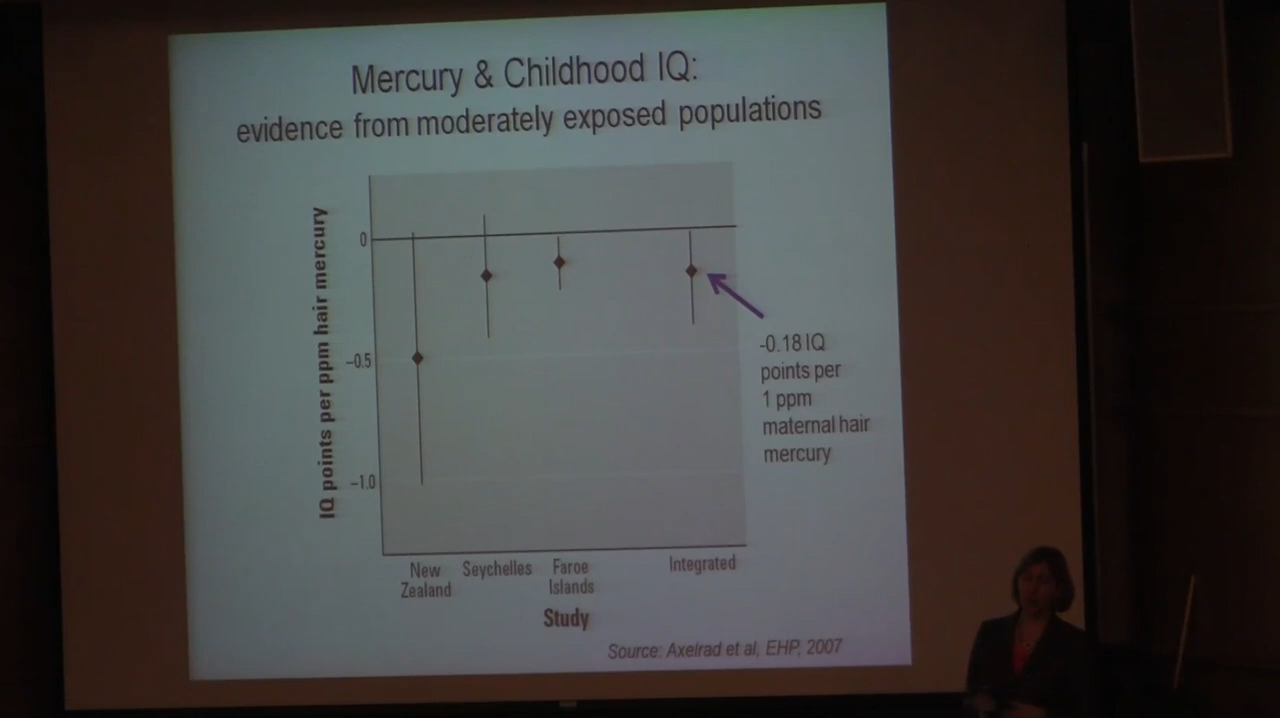 Mercury & Childhood IQ:
evidence from moderately exposed populations
IQ points per ppm hair mercury
0
−0.5
−1.0
-0.18 IQ
points per
1 ppm
maternal hair
mercury
New
Zealand
Seychelles
Faroe
Islands
Integrated
Study
Source: Axelrad et al, EHP, 2007